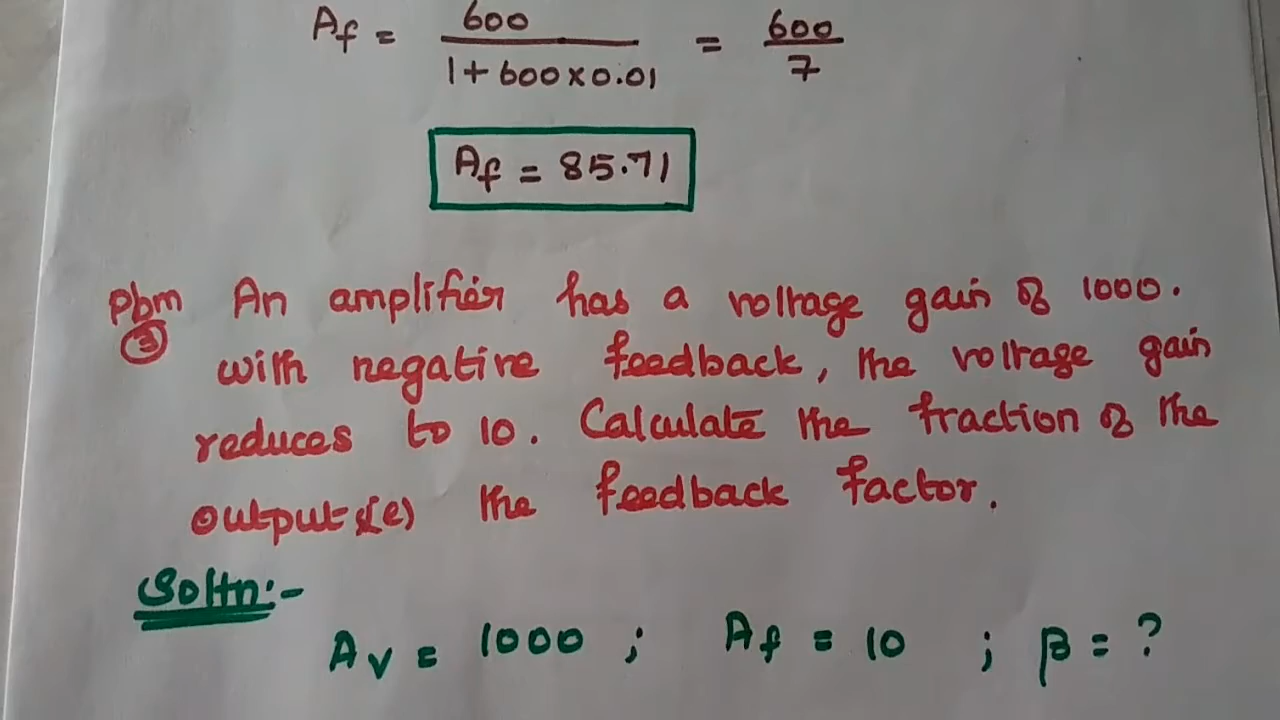 Af = 600 / 1 + 600 x 0.01 = 600 / 7
Af = 85.71
Pbm An amplifier has a voltage gain of 1000.
③ with negative feedback, the voltage gain
reduces to 10. Calculate the fraction of the
output (ie) the feedback factor.
Soltn:-
Av = 1000 ; Af = 10 ; β = ?